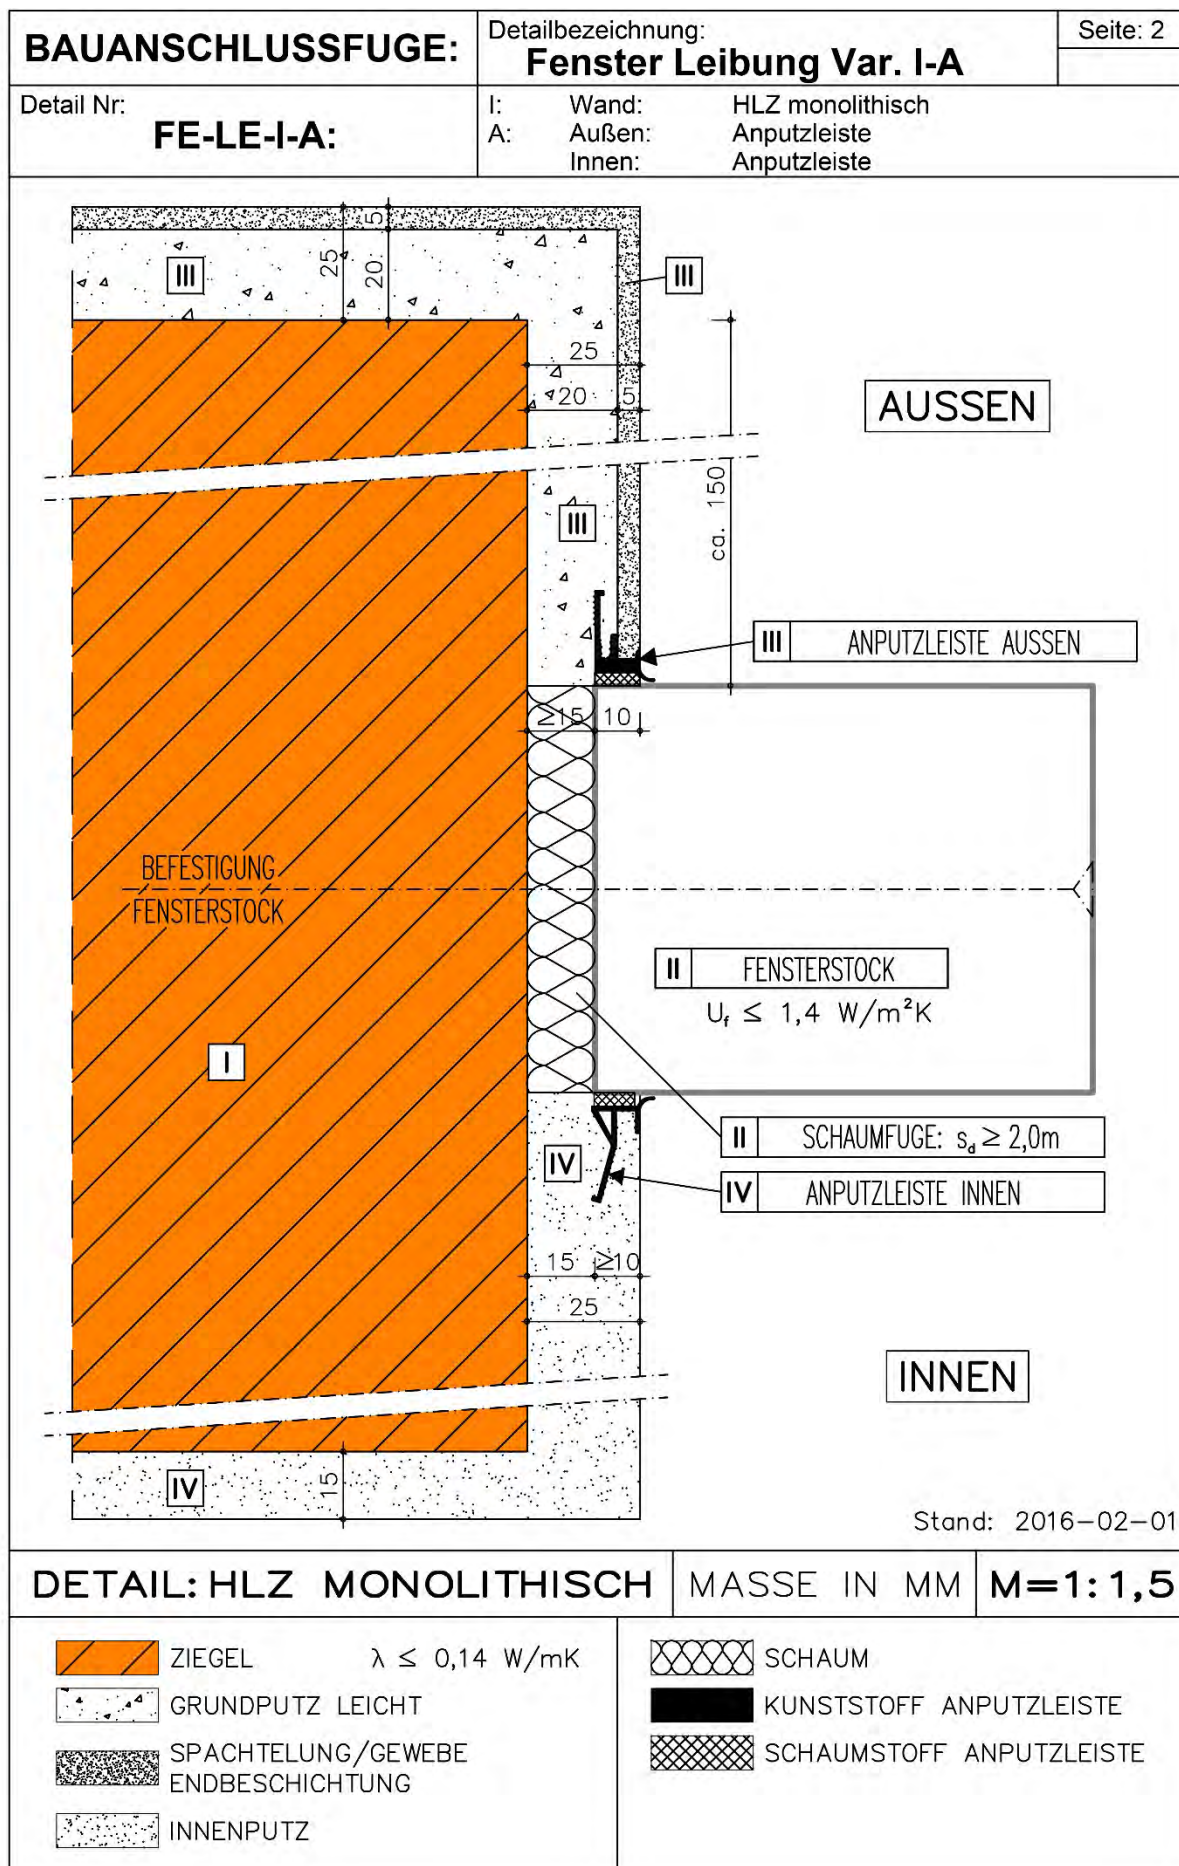 BAUANSCHLUSSFUGE:
Detailbezeichnung:
Fenster Leibung Var. I-A
Seite: 2
Detail Nr:
FE-LE-I-A:
I: Wand: HLZ monolithisch
A: Außen: Anputzleiste
Innen: Anputzleiste
5
25
20
III
III
25
20
5
AUSSEN
ca. 150
III
III ANPUTZLEISTE AUSSEN
≥15 10
BEFESTIGUNG
FENSTERSTOCK
II FENSTERSTOCK
Uf ≤ 1,4 W/m²K
I
II SCHAUMFUGE: sd ≥ 2,0m
IV
IV ANPUTZLEISTE INNEN
15 ≥10
25
INNEN
IV
15
Stand: 2016-02-01
DETAIL: HLZ MONOLITHISCH
MASSE IN MM
M=1:1,5
ZIEGEL λ ≤ 0,14 W/mK
GRUNDPUTZ LEICHT
SPACHTELUNG/GEWEBE
ENDBESCHICHTUNG
INNENPUTZ
SCHAUM
KUNSTSTOFF ANPUTZLEISTE
SCHAUMSTOFF ANPUTZLEISTE